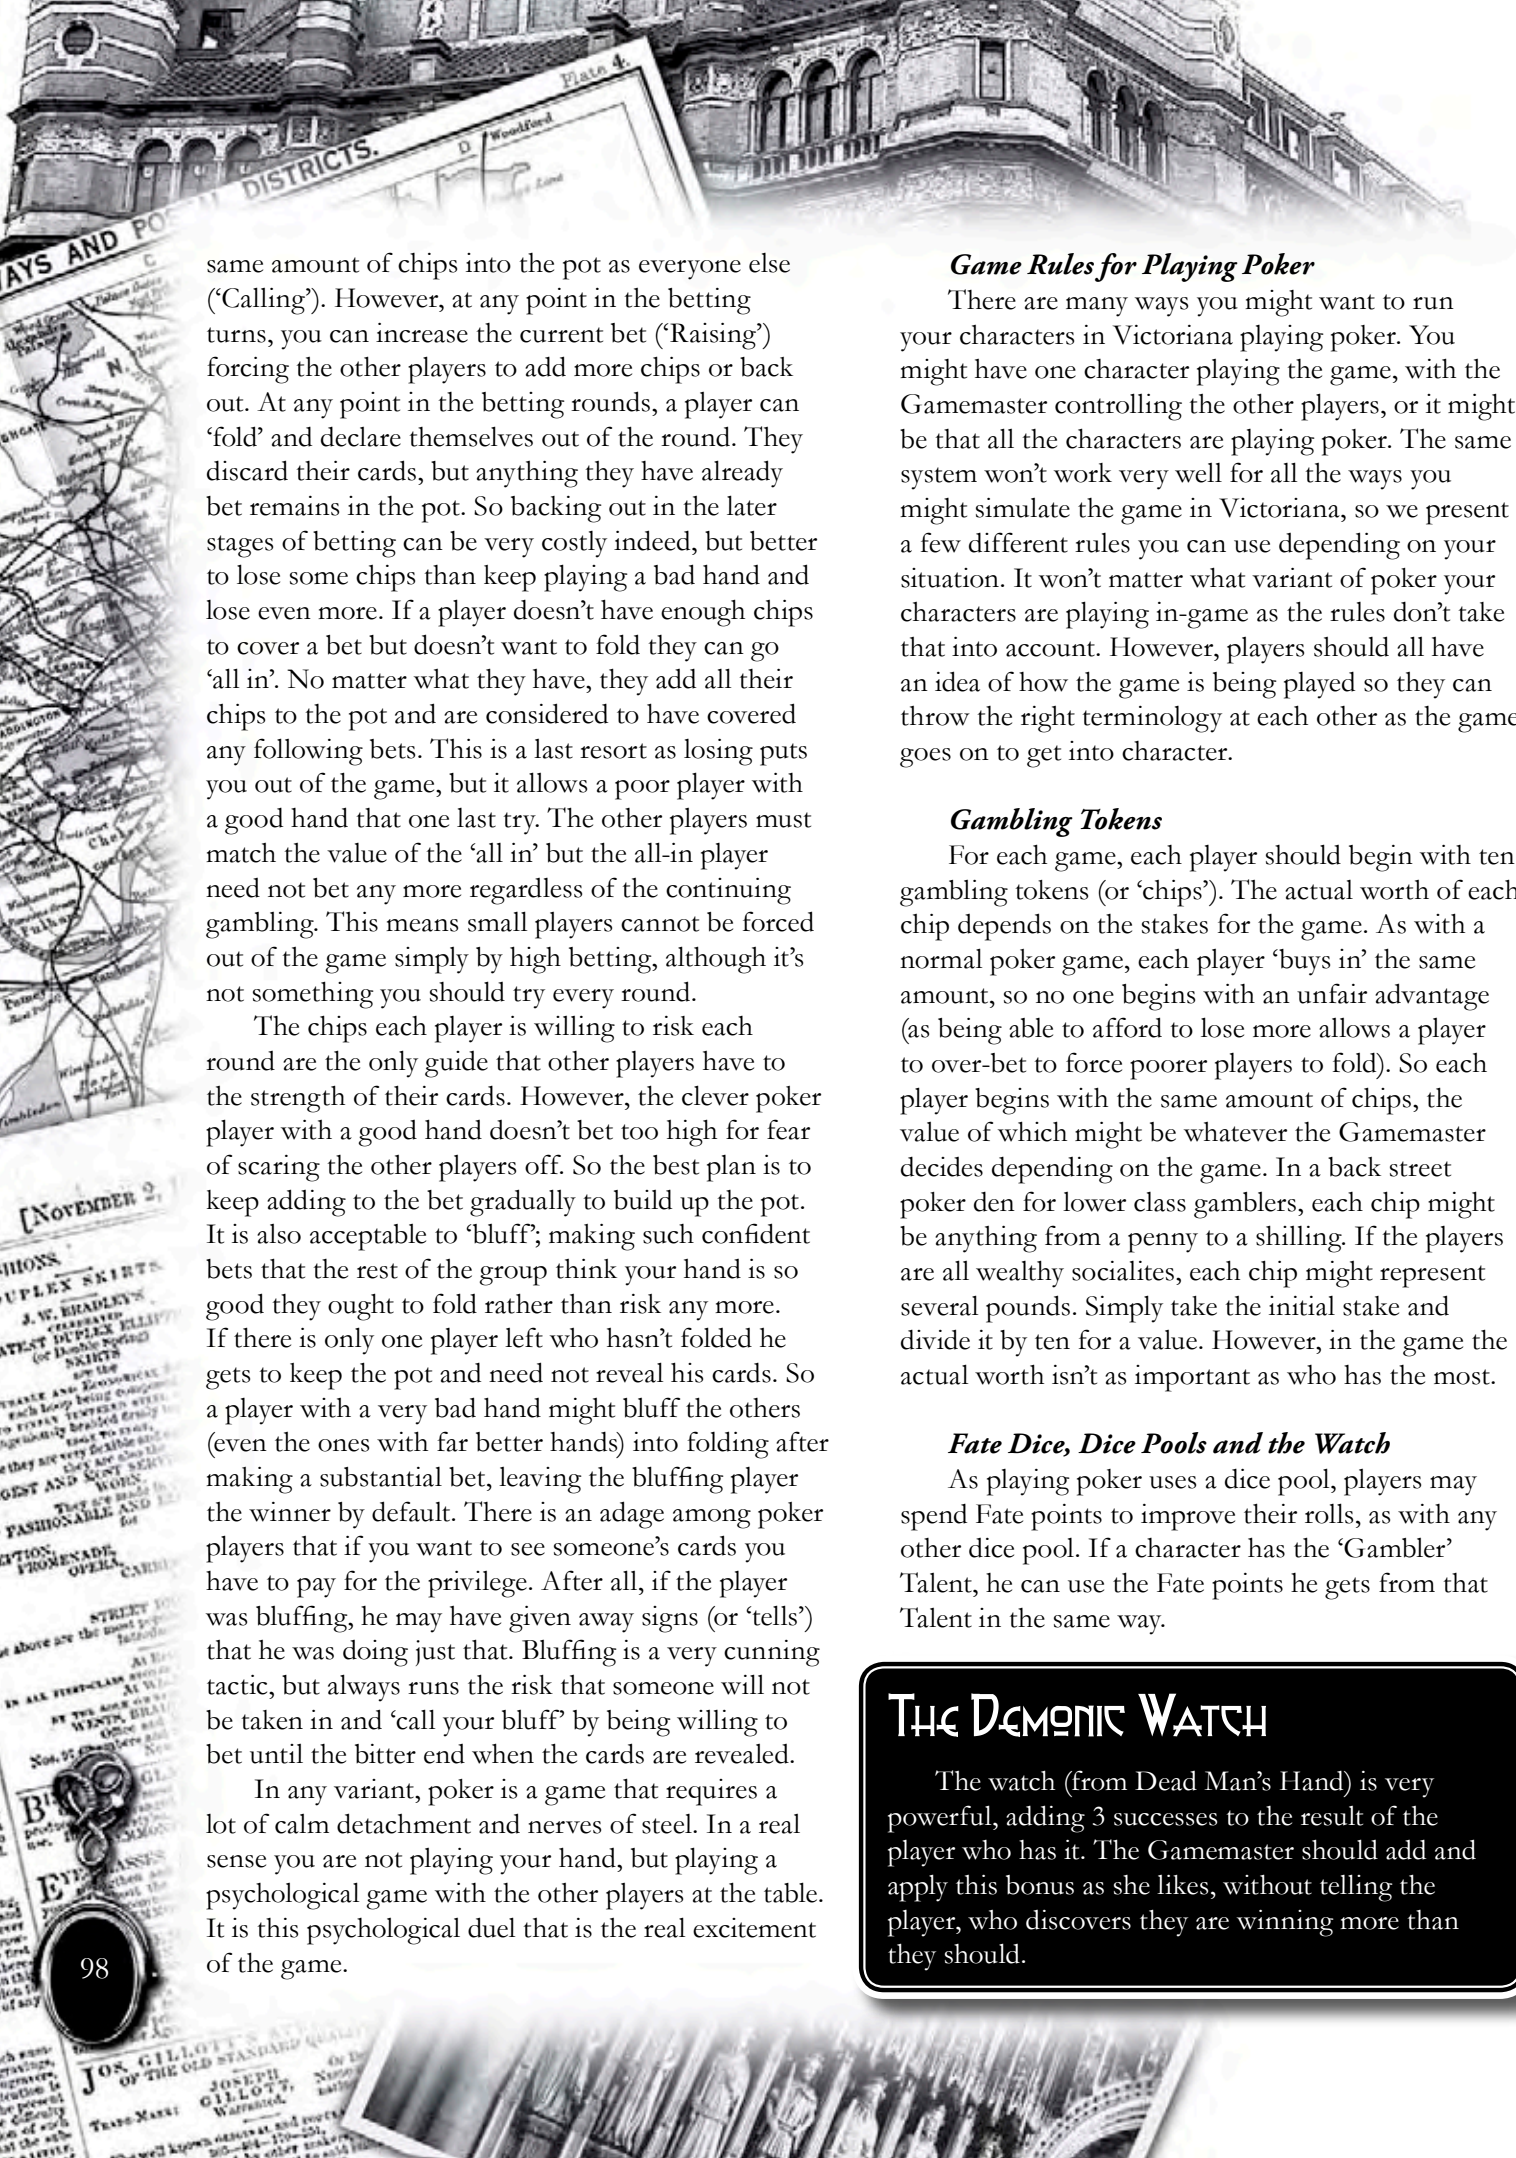 Plate 4.
Woodford
D
DISTRICTS.
AYS AND PO
C
N.
same amount of chips into the pot as everyone else
(‘Calling’). However, at any point in the betting
turns, you can increase the current bet (‘Raising’)
forcing the other players to add more chips or back
out. At any point in the betting rounds, a player can
‘fold’ and declare themselves out of the round. They
discard their cards, but anything they have already
bet remains in the pot. So backing out in the later
stages of betting can be very costly indeed, but better
to lose some chips than keep playing a bad hand and
lose even more. If a player doesn’t have enough chips
to cover a bet but doesn’t want to fold they can go
‘all in’. No matter what they have, they add all their
chips to the pot and are considered to have covered
any following bets. This is a last resort as losing puts
you out of the game, but it allows a poor player with
a good hand that one last try. The other players must
match the value of the ‘all in’ but the all-in player
need not bet any more regardless of the continuing
gambling. This means small players cannot be forced
out of the game simply by high betting, although it’s
not something you should try every round.
The chips each player is willing to risk each
round are the only guide that other players have to
the strength of their cards. However, the clever poker
player with a good hand doesn’t bet too high for fear
of scaring the other players off. So the best plan is to
keep adding to the bet gradually to build up the pot.
It is also acceptable to ‘bluff’; making such confident
bets that the rest of the group think your hand is so
good they ought to fold rather than risk any more.
If there is only one player left who hasn’t folded he
gets to keep the pot and need not reveal his cards. So
a player with a very bad hand might bluff the others
(even the ones with far better hands) into folding after
making a substantial bet, leaving the bluffing player
the winner by default. There is an adage among poker
players that if you want to see someone’s cards you
have to pay for the privilege. After all, if the player
was bluffing, he may have given away signs (or ‘tells’)
that he was doing just that. Bluffing is a very cunning
tactic, but always runs the risk that someone will not
be taken in and ‘call your bluff’ by being willing to
bet until the bitter end when the cards are revealed.
In any variant, poker is a game that requires a
lot of calm detachment and nerves of steel. In a real
sense you are not playing your hand, but playing a
psychological game with the other players at the table.
It is this psychological duel that is the real excitement
of the game.
Game Rules for Playing Poker
There are many ways you might want to run
your characters in Victoriana playing poker. You
might have one character playing the game, with the
Gamemaster controlling the other players, or it might
be that all the characters are playing poker. The same
system won’t work very well for all the ways you
might simulate the game in Victoriana, so we present
a few different rules you can use depending on your
situation. It won’t matter what variant of poker your
characters are playing in-game as the rules don’t take
that into account. However, players should all have
an idea of how the game is being played so they can
throw the right terminology at each other as the game
goes on to get into character.
Gambling Tokens
For each game, each player should begin with ten
gambling tokens (or ‘chips’). The actual worth of each
chip depends on the stakes for the game. As with a
normal poker game, each player ‘buys in’ the same
amount, so no one begins with an unfair advantage
(as being able to afford to lose more allows a player
to over-bet to force poorer players to fold). So each
player begins with the same amount of chips, the
value of which might be whatever the Gamemaster
decides depending on the game. In a back street
poker den for lower class gamblers, each chip might
be anything from a penny to a shilling. If the players
are all wealthy socialites, each chip might represent
several pounds. Simply take the initial stake and
divide it by ten for a value. However, in the game the
actual worth isn’t as important as who has the most.
Fate Dice, Dice Pools and the Watch
As playing poker uses a dice pool, players may
spend Fate points to improve their rolls, as with any
other dice pool. If a character has the ‘Gambler’
Talent, he can use the Fate points he gets from that
Talent in the same way.
The Demonic Watch
The watch (from Dead Man’s Hand) is very
powerful, adding 3 successes to the result of the
player who has it. The Gamemaster should add and
apply this bonus as she likes, without telling the
player, who discovers they are winning more than
they should.
[NOVEMBER 2,
UPLEX SKIRTS
J. W. BRADLEY'S
SKIRTS
FASHIONABLE AND
PROMENADE,
OPERA,
STREET
98
JOS. GILLOTT'S
OF THE OLD STANDARD QUALITY
JOSEPH
GILLOTT,
Warranted.
TRADE-MARK: